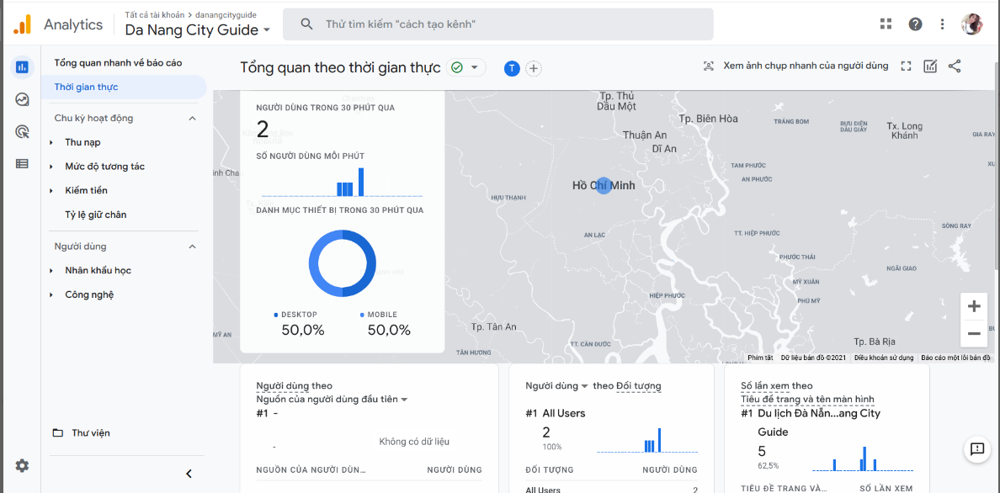 Analytics
Tất cả tài khoản > danangcityguide
Da Nang City Guide
Thử tìm kiếm "cách tạo kênh"
Tổng quan nhanh về báo cáo
Thời gian thực
Chu kỳ hoạt động
Thu nạp
Mức độ tương tác
Kiếm tiền
Tỷ lệ giữ chân
Người dùng
Nhân khẩu học
Công nghệ
Thư viện
Tổng quan theo thời gian thực
T
Xem ảnh chụp nhanh của người dùng
NGƯỜI DÙNG TRONG 30 PHÚT QUA
2
SỐ NGƯỜI DÙNG MỖI PHÚT
DANH MỤC THIẾT BỊ TRONG 30 PHÚT QUA
DESKTOP
50,0%
MOBILE
50,0%
Tp. Thủ
Dầu Một
Tp. Biên Hòa
TRẢNG BOM
BƯU ĐIỆN
DẦU GIÂY
Tx. Long
Khánh
GIA RAY
Thuận An
Dĩ An
TAM PHƯỚC
AN PHƯỚC
Hồ Chí Minh
HỰU THẠNH
AN LẠC
TT. HIỆP PHƯỚC
SÔNG RAY
PHƯỚC THÁI
NGÃI GIAO
MỸ XUÂN
PHÚ MỸ
HIỆP PHƯỚC
MỸ AN
Tp. Tân An
TÂN HƯƠNG
TT. CẦN ĐƯỚC
Tp. Bà Rịa
Phím tắt
Dữ liệu bản đồ ©2021
Điều khoản sử dụng
Báo cáo một lỗi bản đồ
Người dùng theo
Nguồn của người dùng đầu tiên
#1 -
-
Không có dữ liệu
NGUỒN CỦA NGƯỜI DÙN...
NGƯỜI DÙNG
Người dùng theo Đối tượng
#1 All Users
2
100%
ĐỐI TƯỢNG
NGƯỜI DÙNG
All Users
2
Số lần xem theo
Tiêu đề trang và tên màn hình
#1 Du lịch Đà Nẵn...ang City
Guide
5
62,5%
TIÊU ĐỀ TRANG VÀ...
SỐ LẦN XEM